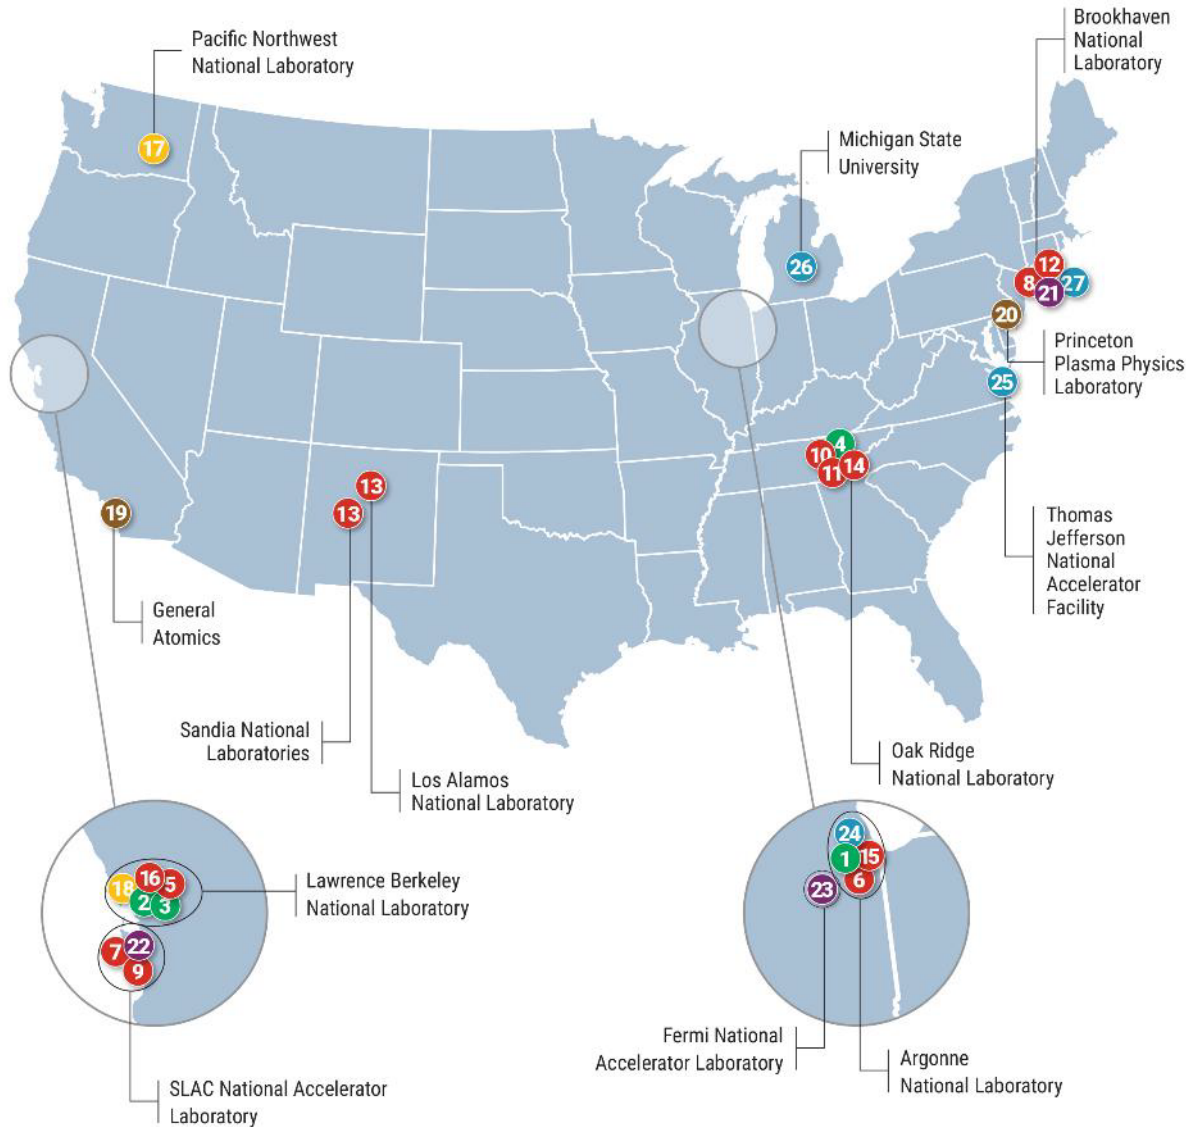 Brookhaven
National
Laboratory
Pacific Northwest
National Laboratory
17
Michigan State
University
26
12
8
27
21
20
Princeton
Plasma Physics
Laboratory
25
4
10
11
14
13
13
19
Thomas
Jefferson
National
Accelerator
Facility
General
Atomics
Sandia National
Laboratories
Los Alamos
National Laboratory
Oak Ridge
National Laboratory
16
5
18
2
3
Lawrence Berkeley
National Laboratory
22
7
9
SLAC National Accelerator
Laboratory
24
1
15
6
23
Fermi National
Accelerator Laboratory
Argonne
National Laboratory